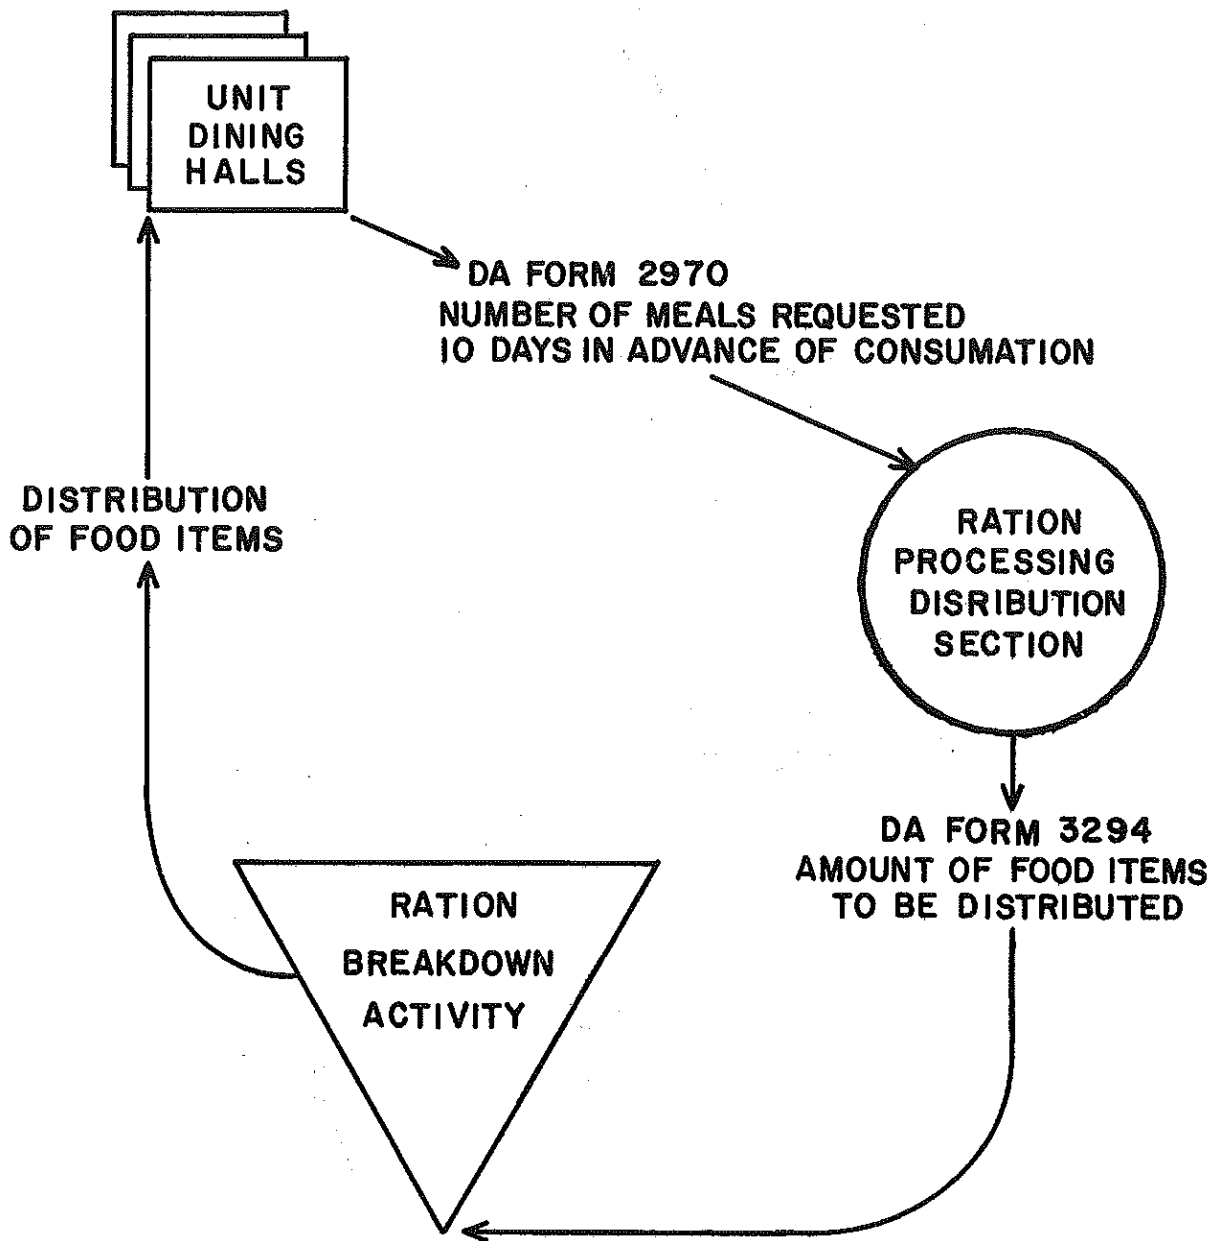 UNIT
DINING
HALLS
DA FORM 2970
NUMBER OF MEALS REQUESTED
10 DAYS IN ADVANCE OF CONSUMATION
DISTRIBUTION
OF FOOD ITEMS
RATION
PROCESSING
DISRIBUTION
SECTION
DA FORM 3294
AMOUNT OF FOOD ITEMS
TO BE DISTRIBUTED
RATION
BREAKDOWN
ACTIVITY